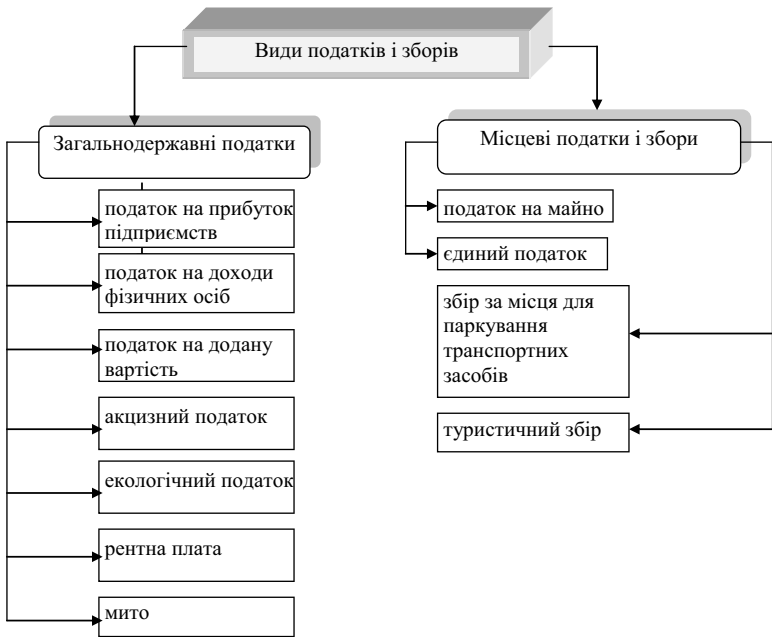 Види податків і зборів
Загальнодержавні податки
податок на прибуток
підприємств
податок на доходи
фізичних осіб
податок на додану
вартість
акцизний податок
екологічний податок
рентна плата
мито
Місцеві податки і збори
податок на майно
єдиний податок
збір за місця для
паркування
транспортних
засобів
туристичний збір